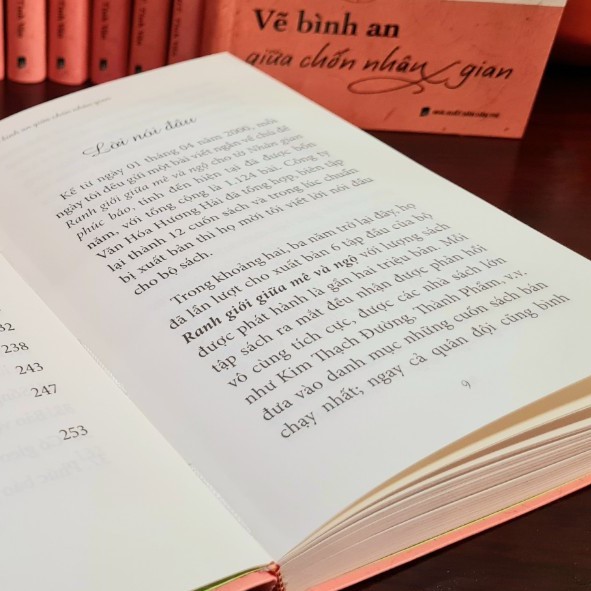 Vẽ bình an
giữa chốn nhân gian
bình an giữa chốn nhân gian
Lời nói đầu
Kể từ ngày 01 tháng 04 năm 2000, mỗi
ngày tôi đều gửi một bài viết ngắn về chủ đề
Ranh giới giữa mê và ngộ cho tờ Nhân gian
phúc báo, tính đến hiện tại đã được bốn
năm, với tổng cộng là 1.124 bài. Công ty
Văn Hóa Hương Hải đã tổng hợp, biên tập
lại thành 12 cuốn sách và trong lúc chuẩn
bị xuất bản thì họ mời tôi viết lời nói đầu
cho bộ sách.
Trong khoảng hai, ba năm trở lại đây, họ
đã lần lượt cho xuất bản 6 tập đầu của bộ
Ranh giới giữa mê và ngộ với lượng sách
được phát hành là gần hai triệu bản. Mỗi
tập sách ra mắt đều nhận được phản hồi
vô cùng tích cực, được các nhà sách lớn
như Kim Thạch Đường, Thành Phẩm, v.v.
đưa vào danh mục những cuốn sách bán
chạy nhất; ngay cả quân đội cũng bình
9
238
243
247
253